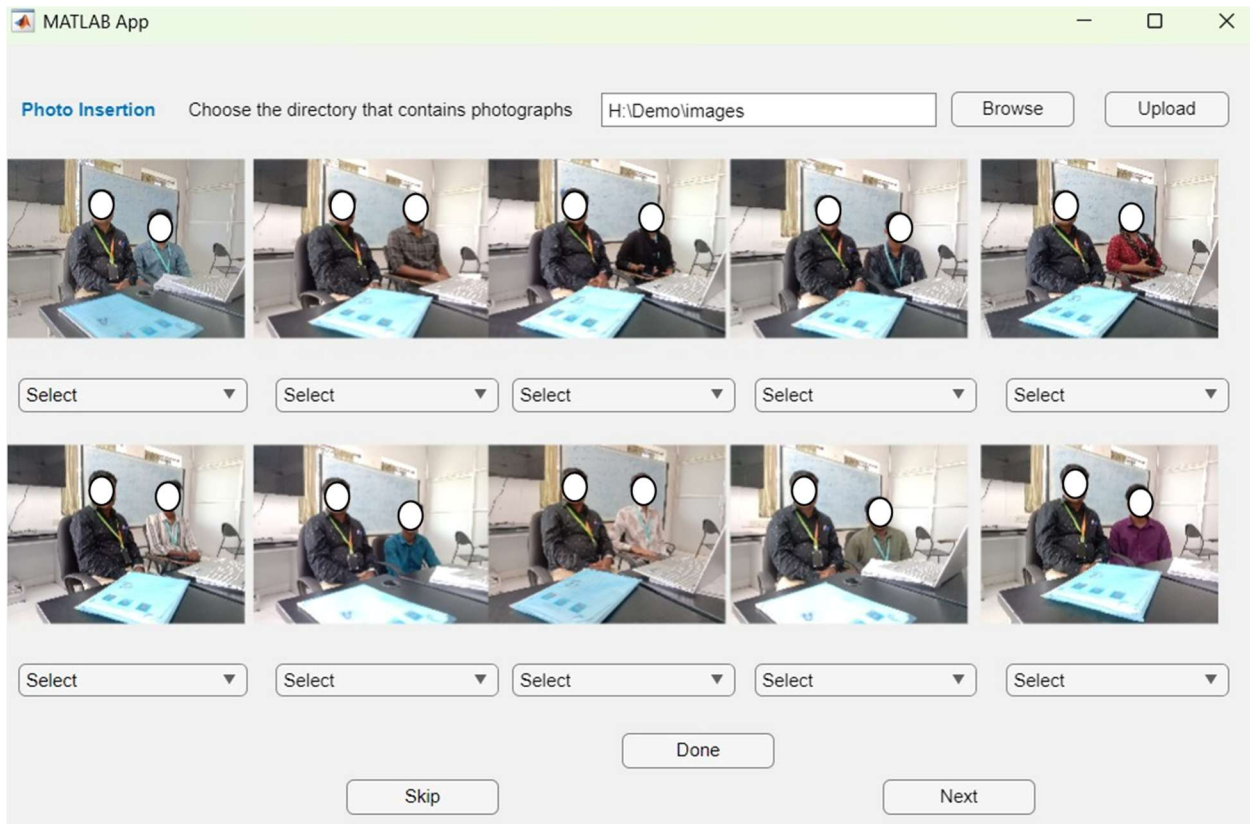 MATLAB App
Photo Insertion Choose the directory that contains photographs H:\Demo\images Browse Upload
Select Select Select Select Select
Select Select Select Select Select
Done
Skip Next